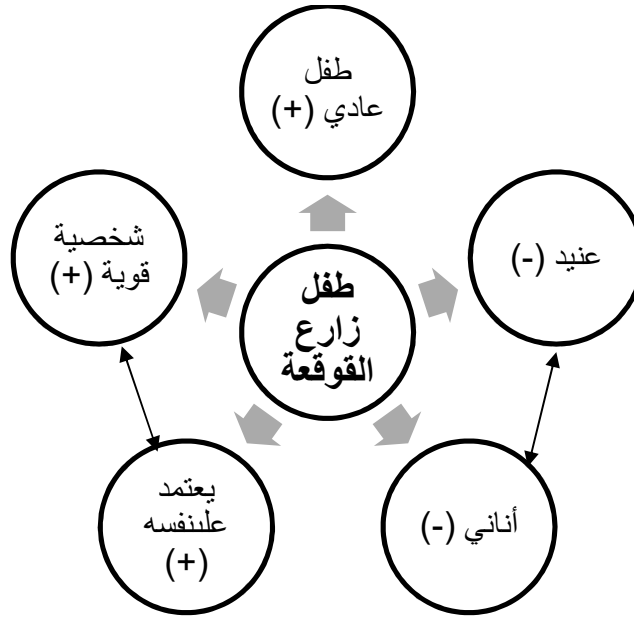 طفل
عادي (+)
شخصية
قوية (+)
عنيد (-)
طفل
زارع
القوقعة
يعتمد
علىنفسه
(+)
أناني (-)